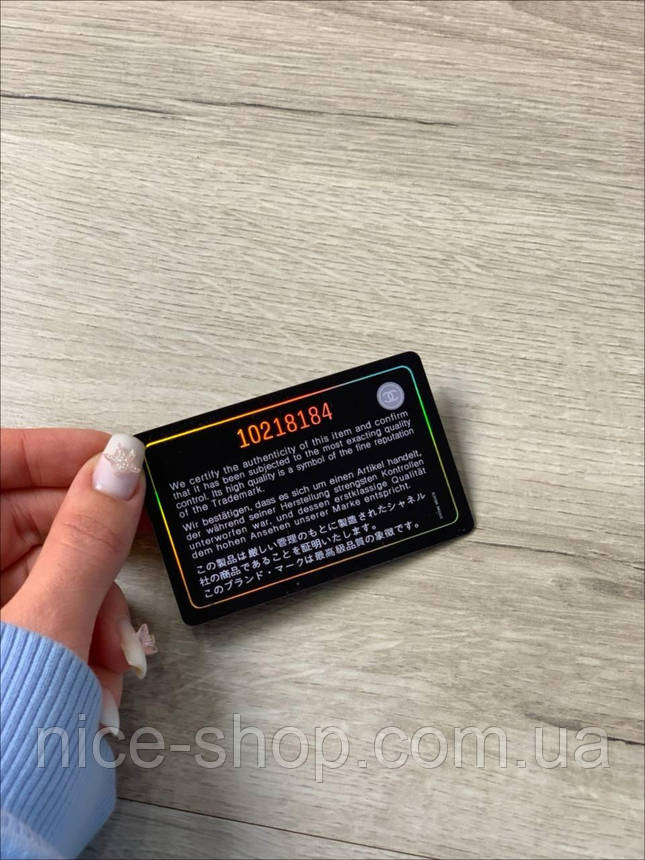 10218184
We certify the authenticity of this item and confirm
that it has been subjected to the most exacting quality
control. Its high quality is a symbol of the fine reputation
of the Trademark.
Wir bestätigen, dass es sich um einen Artikel handelt,
der während seiner Herstellung strengsten Kontrollen
unterworfen war, und dessen erstklassige Qualität
dem hohen Ansehen unserer Marke entspricht.
この製品は厳しい管理のもとに製造されたシャネル
社の商品であることを証明いたします。
このブランド・マークは最高級品質の象徴です。
nice-shop.com.ua